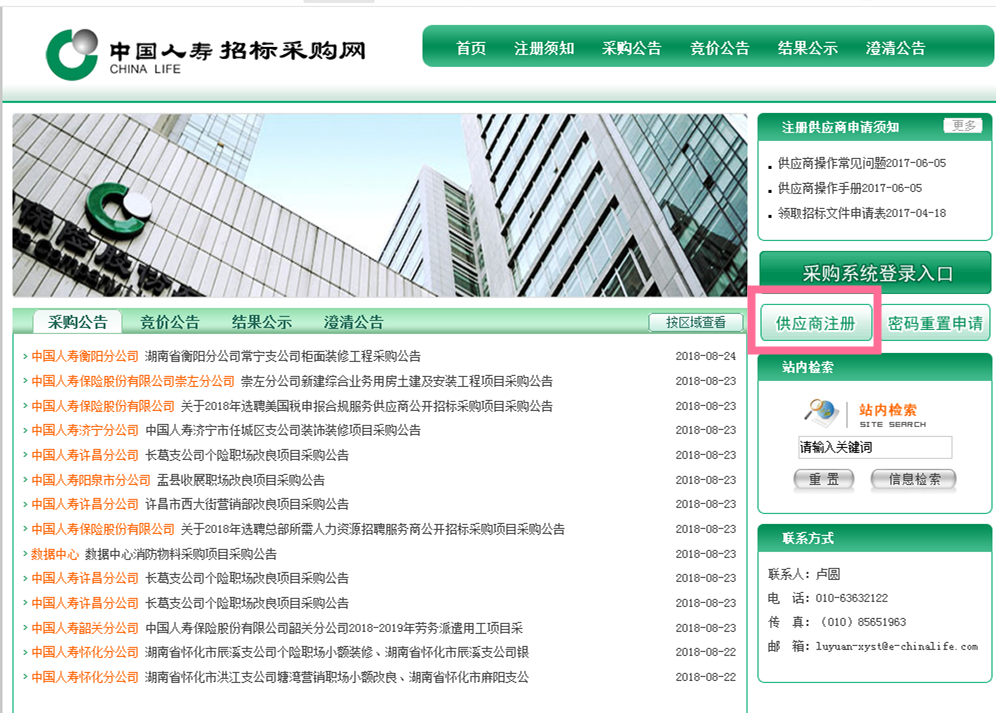 中国人寿 招标采购网
CHINA LIFE
首页 注册须知 采购公告 竞价公告 结果公示 澄清公告
保险股份
注册供应商申请须知 更多
供应商操作常见问题2017-06-05
供应商操作手册2017-06-05
领取招标文件申请表2017-04-18
采购系统登录入口
供应商注册 密码重置申请
采购公告 竞价公告 结果公示 澄清公告 按区域查看
中国人寿衡阳分公司 湖南省衡阳分公司常宁支公司柜面装修工程采购公告 2018-08-24
中国人寿保险股份有限公司崇左分公司 崇左分公司新建综合业务用房土建及安装工程项目采购公告 2018-08-23
中国人寿保险股份有限公司 关于2018年选聘美国税申报合规服务供应商公开招标采购项目采购公告 2018-08-23
中国人寿济宁分公司 中国人寿济宁市任城区支公司装饰装修项目采购公告 2018-08-23
中国人寿许昌分公司 长葛支公司个险职场改良项目采购公告 2018-08-23
中国人寿阳泉市分公司 盂县收展职场改良项目采购公告 2018-08-23
中国人寿许昌分公司 许昌市西大街营销部改良项目采购公告 2018-08-23
中国人寿保险股份有限公司 关于2018年选聘总部所需人力资源招聘服务商公开招标采购项目采购公告 2018-08-23
数据中心 数据中心消防物料采购项目采购公告 2018-08-23
中国人寿许昌分公司 长葛支公司个险职场改良项目采购公告 2018-08-23
中国人寿许昌分公司 长葛支公司个险职场改良项目采购公告 2018-08-23
中国人寿韶关分公司 中国人寿保险股份有限公司韶关分公司2018-2019年劳务派遣用工项目采 2018-08-23
中国人寿怀化分公司 湖南省怀化市辰溪支公司个险职场小额装修、湖南省怀化市辰溪支公司银 2018-08-22
中国人寿怀化分公司 湖南省怀化市洪江支公司塘湾营销职场小额改良、湖南省怀化市麻阳支公 2018-08-22
站内检索
站内检索
SITE SEARCH
请输入关键词
重 置 信息检索
联系方式
联系人：卢圆
电 话：010-63632122
传 真：（010）85651963
邮 箱：luyuan-xyst@e-chinalife.com